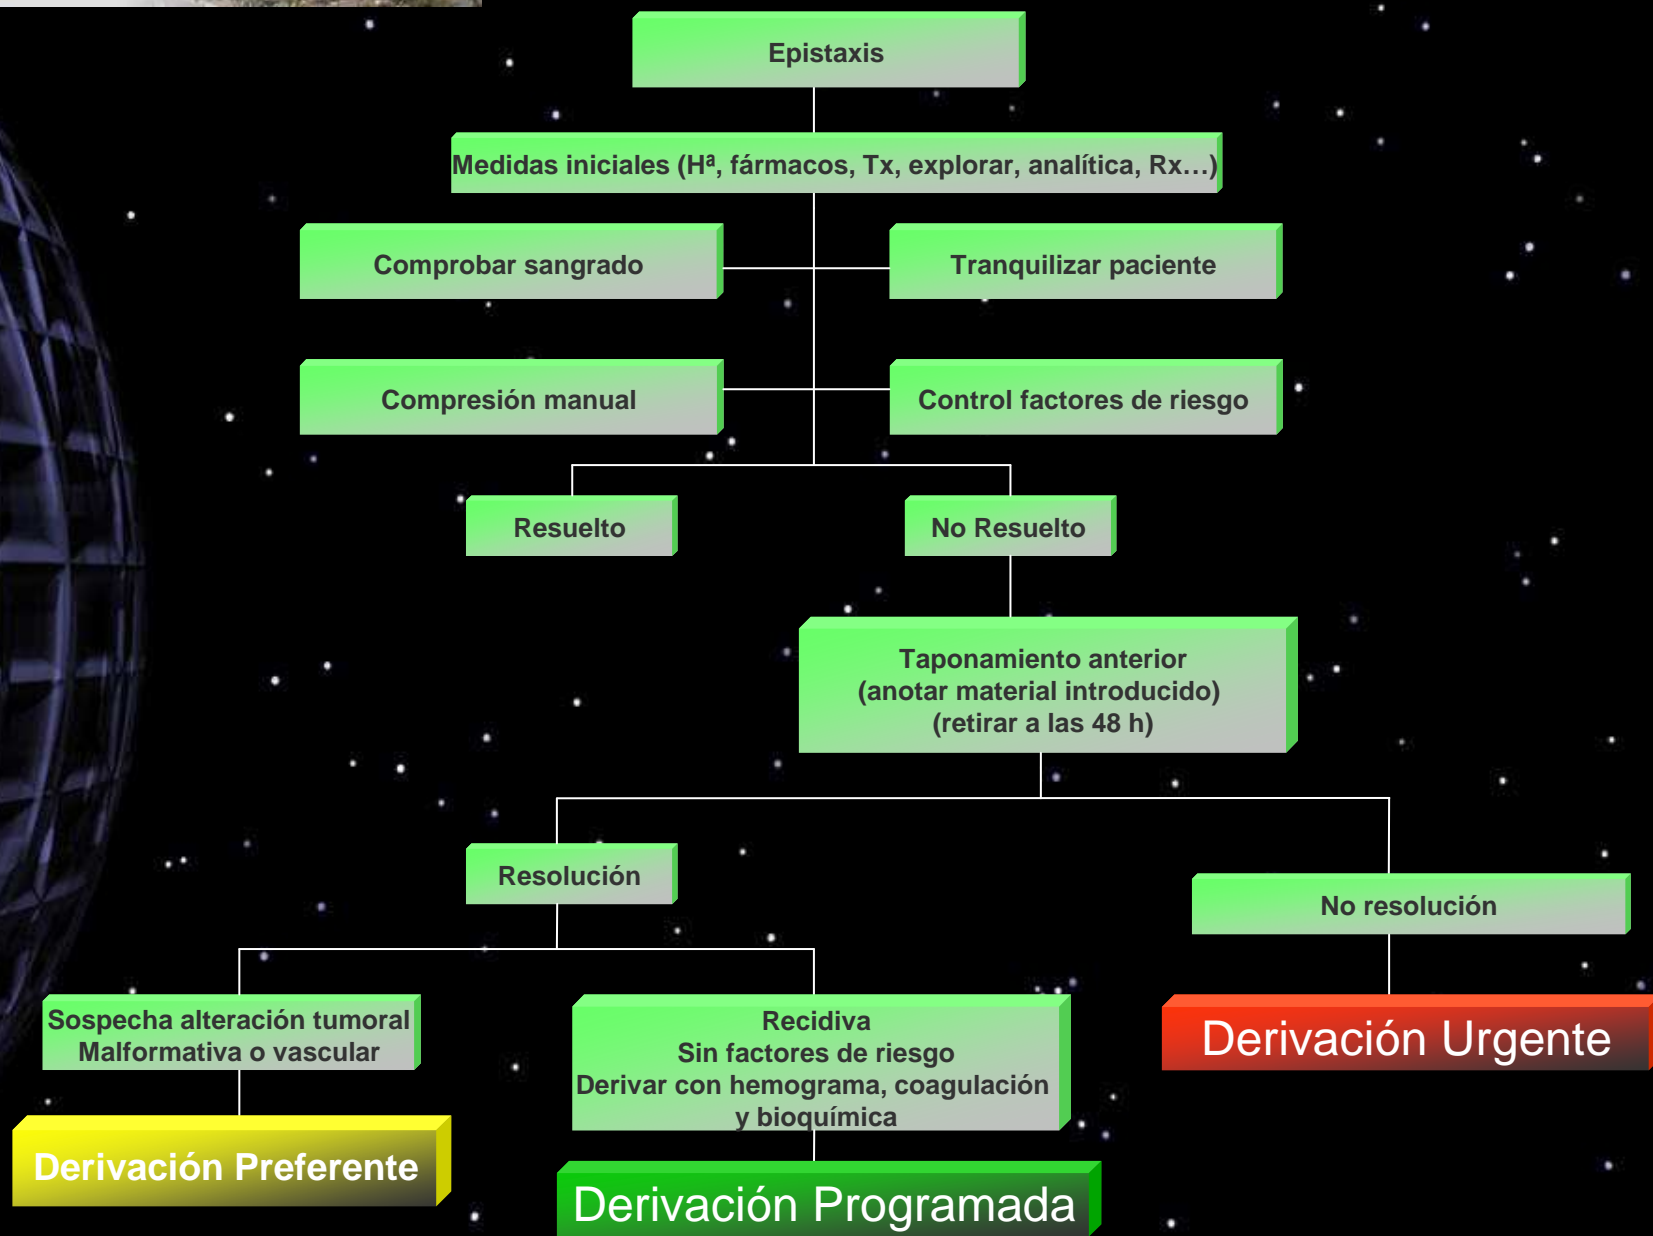 Epistaxis
Medidas iniciales (Hª, fármacos, Tx, explorar, analítica, Rx…)
Comprobar sangrado
Tranquilizar paciente
Compresión manual
Control factores de riesgo
Resuelto
No Resuelto
Taponamiento anterior
(anotar material introducido)
(retirar a las 48 h)
Resolución
No resolución
Sospecha alteración tumoral
Malformativa o vascular
Recidiva
Sin factores de riesgo
Derivar con hemograma, coagulación
y bioquímica
Derivación Urgente
Derivación Preferente
Derivación Programada